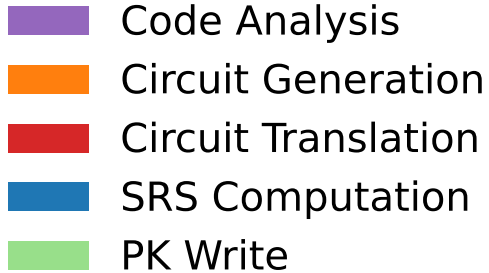 Code Analysis
Circuit Generation
Circuit Translation
SRS Computation
PK Write